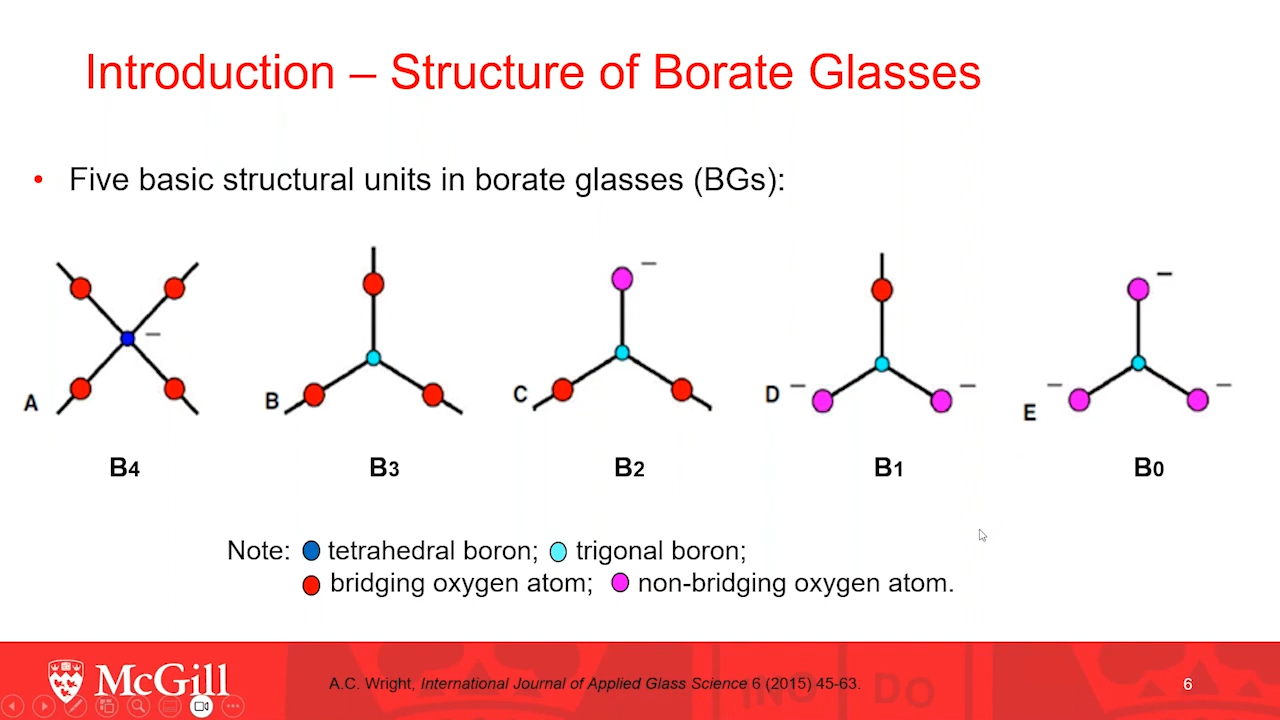 Introduction – Structure of Borate Glasses
• Five basic structural units in borate glasses (BGs):
A B C D E
B4 B3 B2 B1 B0
Note: tetrahedral boron; trigonal boron;
bridging oxygen atom; non-bridging oxygen atom.
McGill
A.C. Wright, International Journal of Applied Glass Science 6 (2015) 45-63.
6